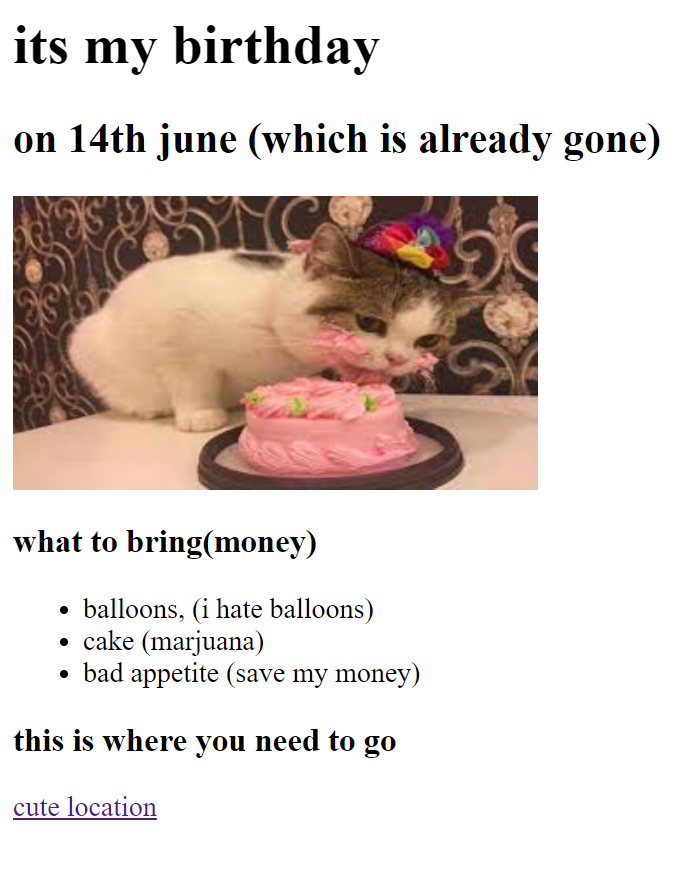 its my birthday
on 14th june (which is already gone)
what to bring(money)
balloons, (i hate balloons)
cake (marjuana)
bad appetite (save my money)
this is where you need to go
cute location